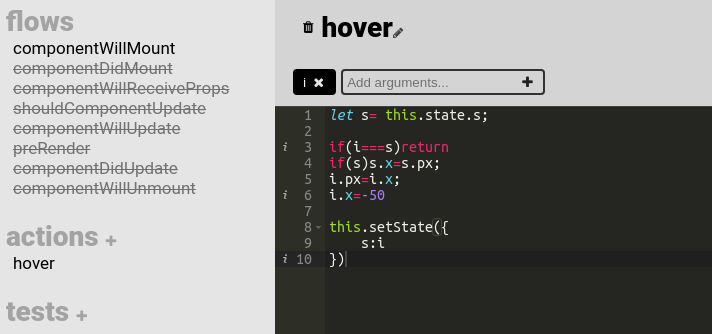 flows
componentWillMount
componentDidMount
componentWillReceiveProps
shouldComponentUpdate
componentWillUpdate
preRender
componentDidUpdate
componentWillUnmount
actions +
hover
tests +
hover
i ✖ Add arguments... +
1 let s= this.state.s;
2
i 3 if(i===s)return
4 if(s)s.x=s.px;
5 i.px=i.x;
i 6 i.x=-50
7
8 this.setState({
9 s:i
i 10 })